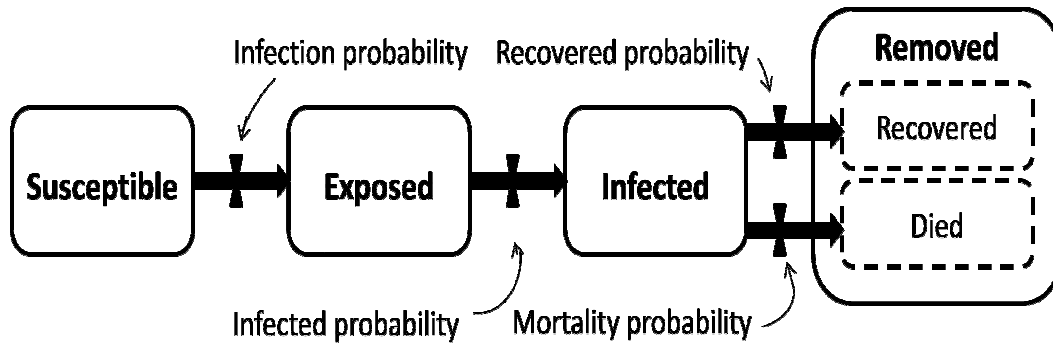 Infection probability
Recovered probability
Removed
Susceptible
Exposed
Infected
Recovered
Died
Infected probability
Mortality probability